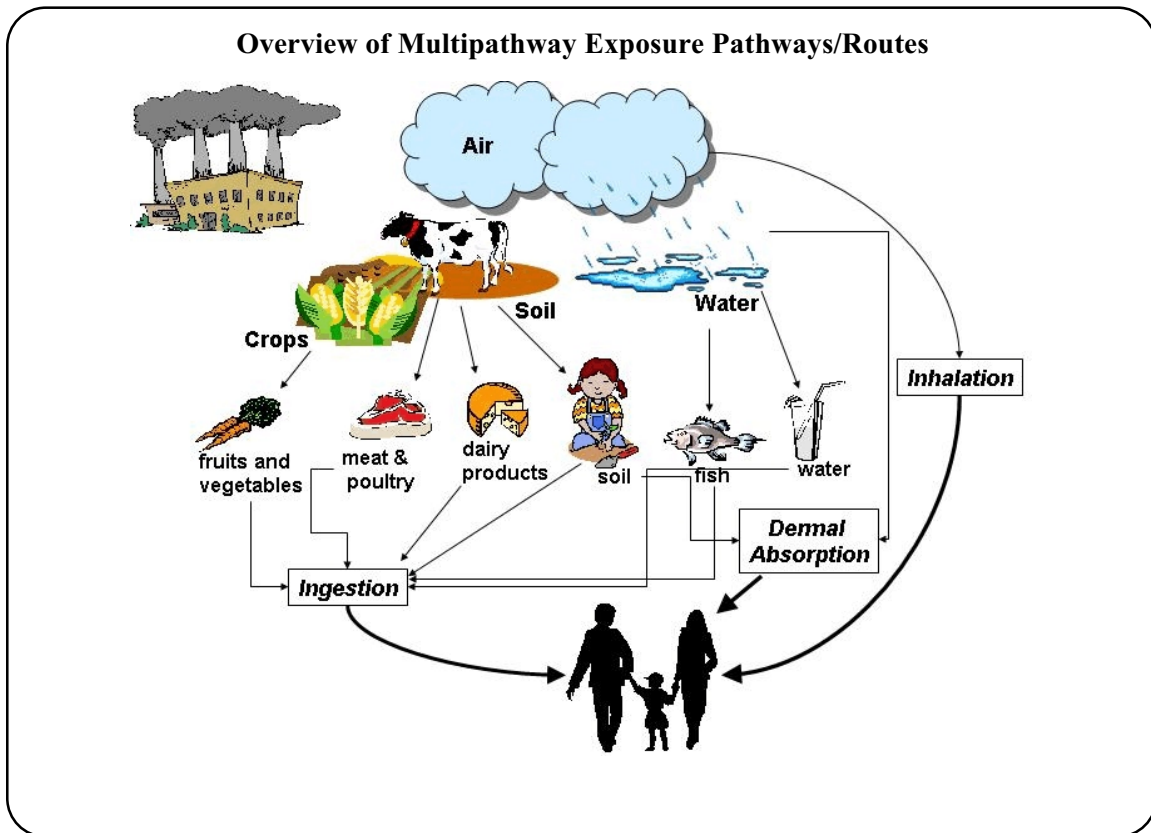 Overview of Multipathway Exposure Pathways/Routes
Air
Soil
Water
Crops
Inhalation
fruits and
vegetables
meat &
poultry
dairy
products
soil
fish
water
Dermal
Absorption
Ingestion